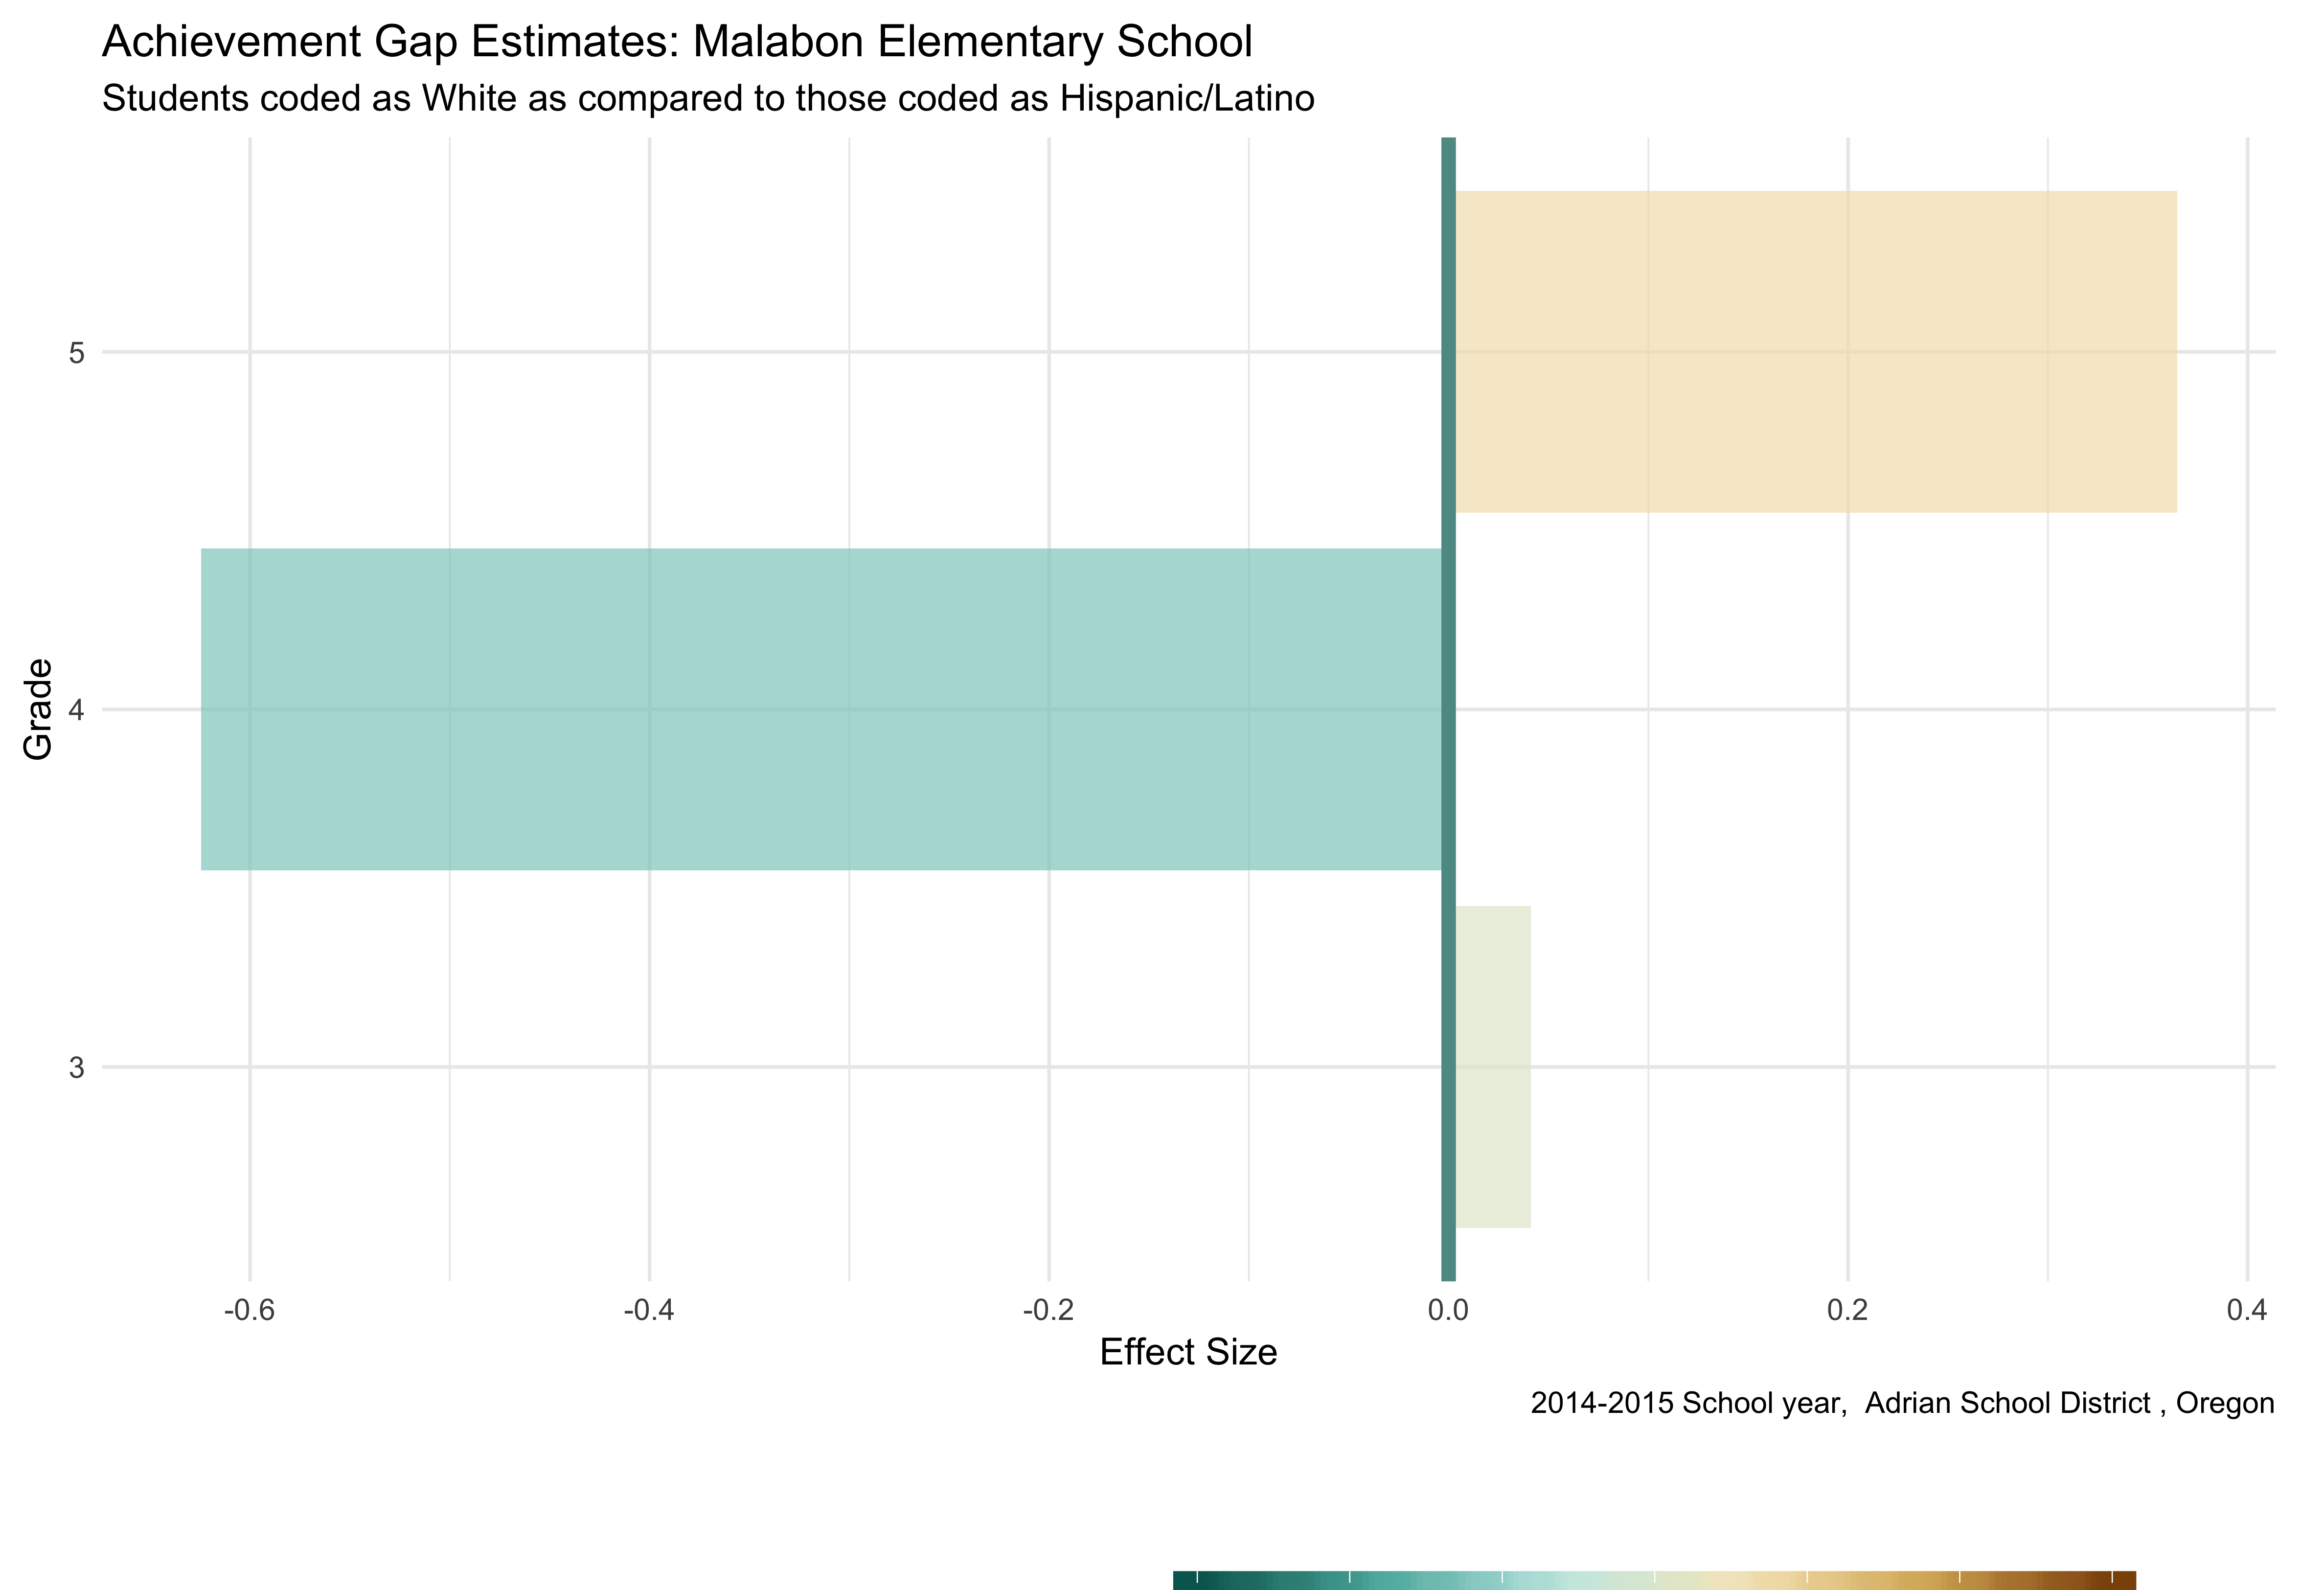 Achievement Gap Estimates: Malabon Elementary School
Students coded as White as compared to those coded as Hispanic/Latino
5
4
3
Grade
-0.6 -0.4 -0.2 0.0 0.2 0.4
Effect Size
2014-2015 School year,  Adrian School District , Oregon